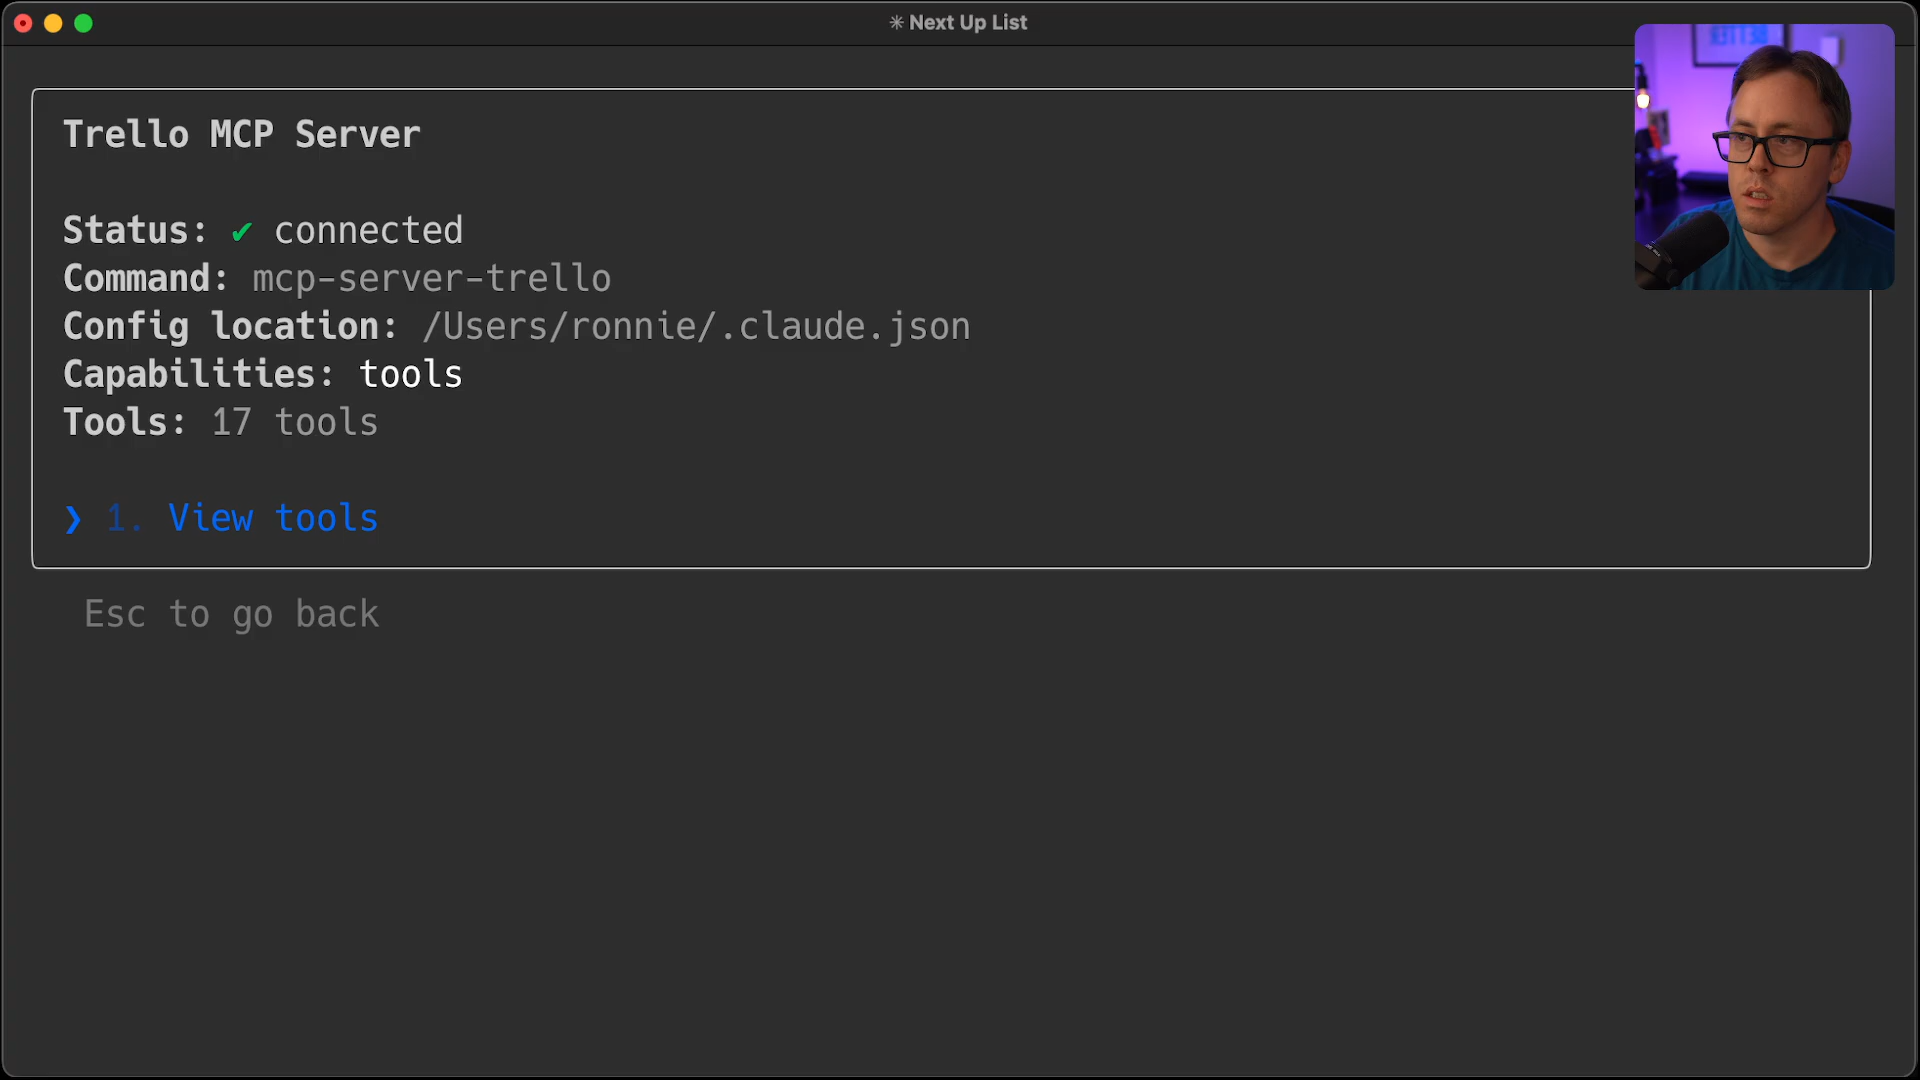 ✳ Next Up List
Trello MCP Server
Status: ✔ connected
Command: mcp-server-trello
Config location: /Users/ronnie/.claude.json
Capabilities: tools
Tools: 17 tools
❯ 1. View tools
Esc to go back